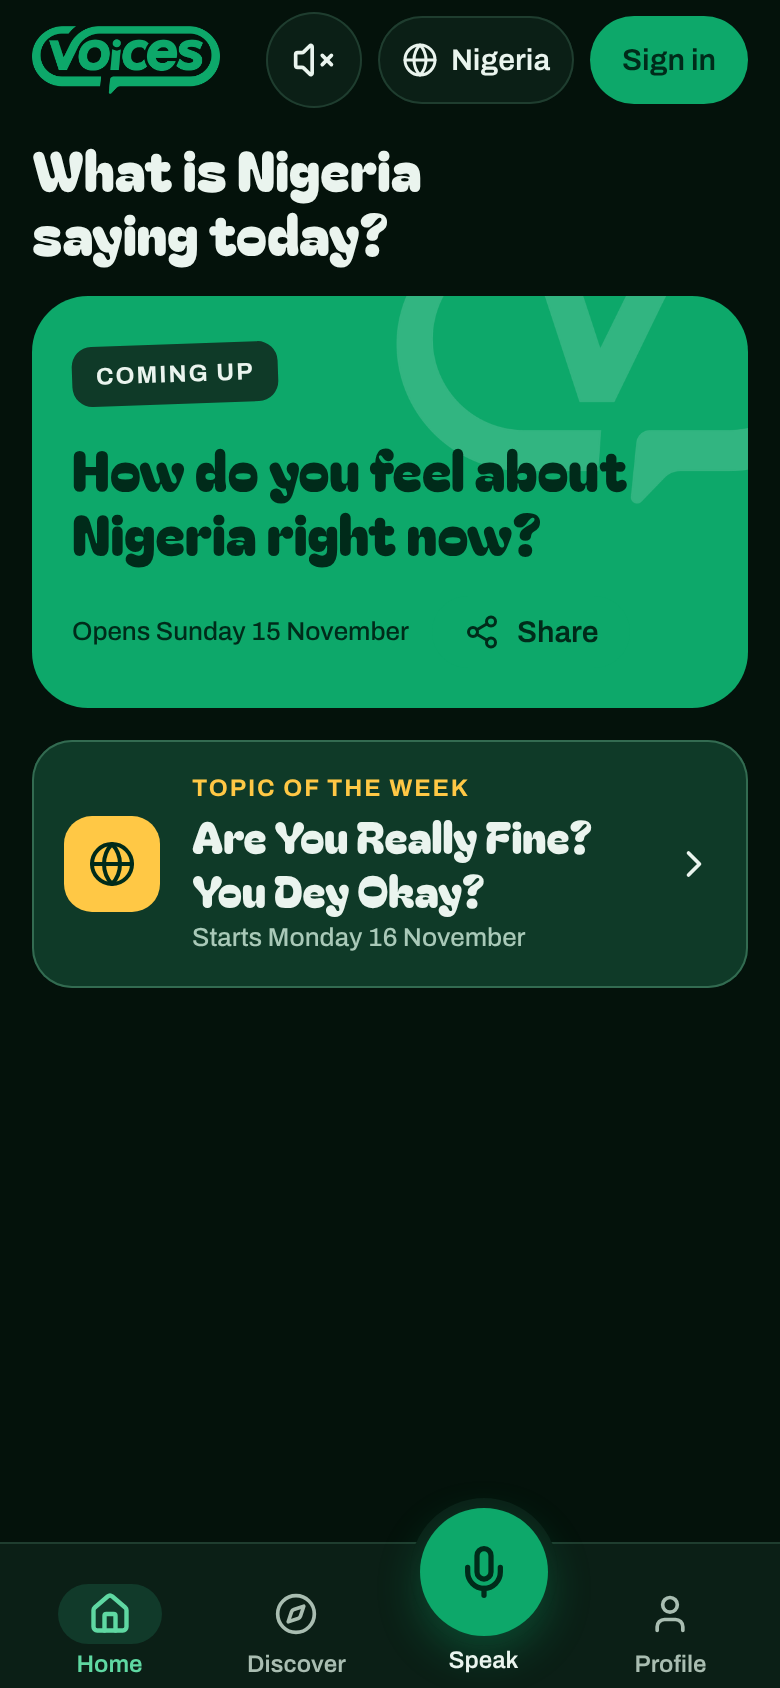 Voices
Nigeria
Sign in
What is Nigeria
saying today?
COMING UP
How do you feel about
Nigeria right now?
Opens Sunday 15 November
Share
TOPIC OF THE WEEK
Are You Really Fine?
You Dey Okay?
Starts Monday 16 November
Home
Discover
Speak
Profile